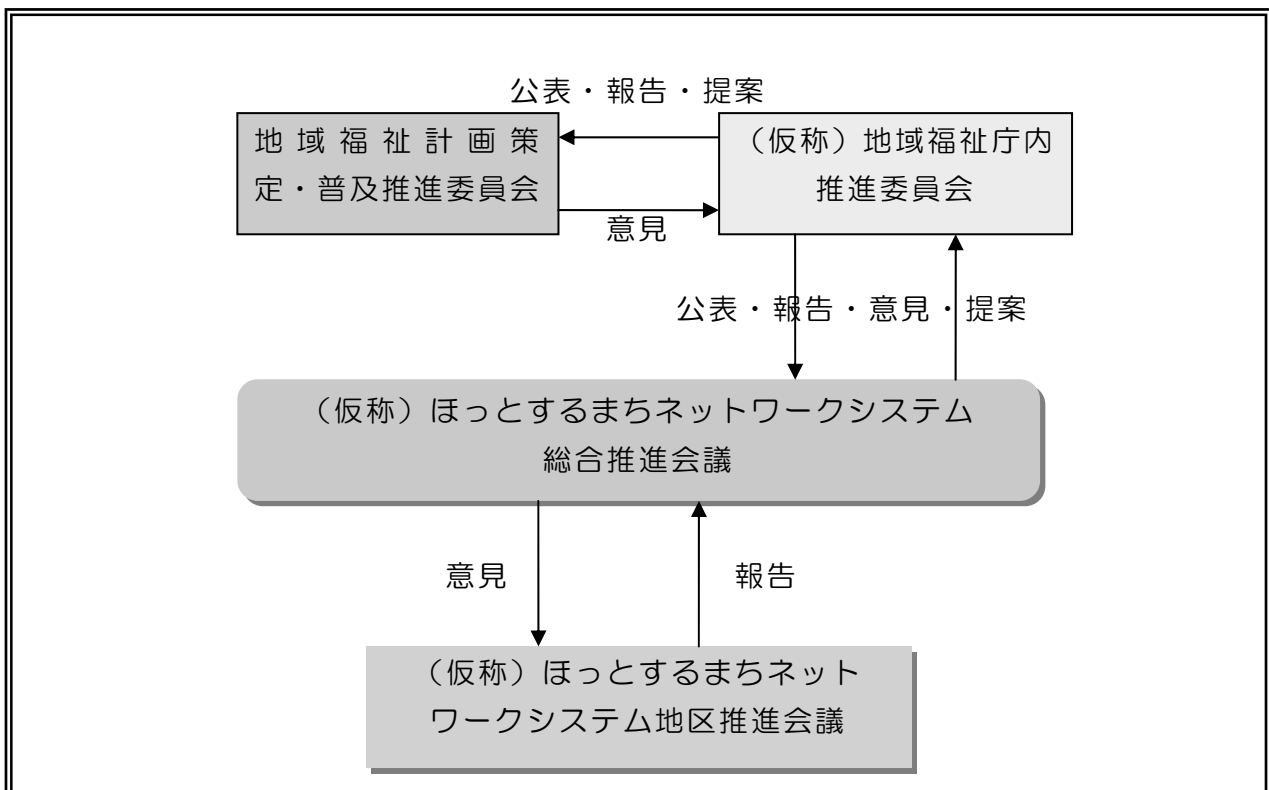 公表・報告・提案
地域福祉計画策
定・普及推進委員会
(仮称)地域福祉庁内
推進委員会
意見
公表・報告・意見・提案
(仮称)ほっとするまちネットワークシステム
総合推進会議
意見
報告
(仮称)ほっとするまちネット
ワークシステム地区推進会議